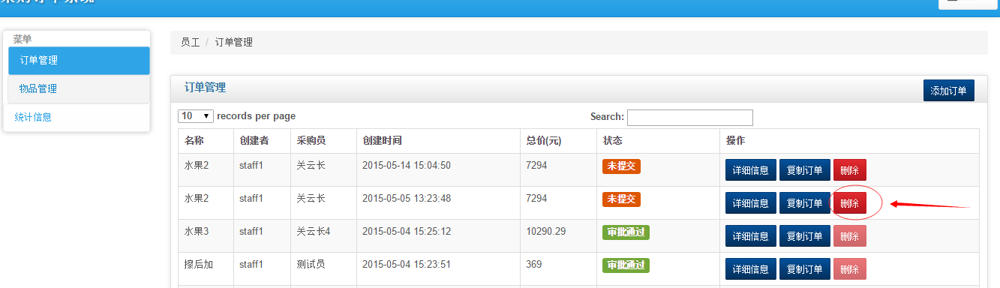 菜单
订单管理
物品管理
统计信息
员工 / 订单管理
订单管理
添加订单
10 records per page Search:
名称 创建者 采购员 创建时间 总价(元) 状态 操作
水果2 staff1 关云长 2015-05-14 15:04:50 7294 未提交 详细信息 复制订单 删除
水果2 staff1 关云长 2015-05-05 13:23:48 7294 未提交 详细信息 复制订单 删除
水果3 staff1 关云长4 2015-05-04 15:25:12 10290.29 审批通过 详细信息 复制订单 删除
擦后加 staff1 测试员 2015-05-04 15:23:51 369 审批通过 详细信息 复制订单 删除